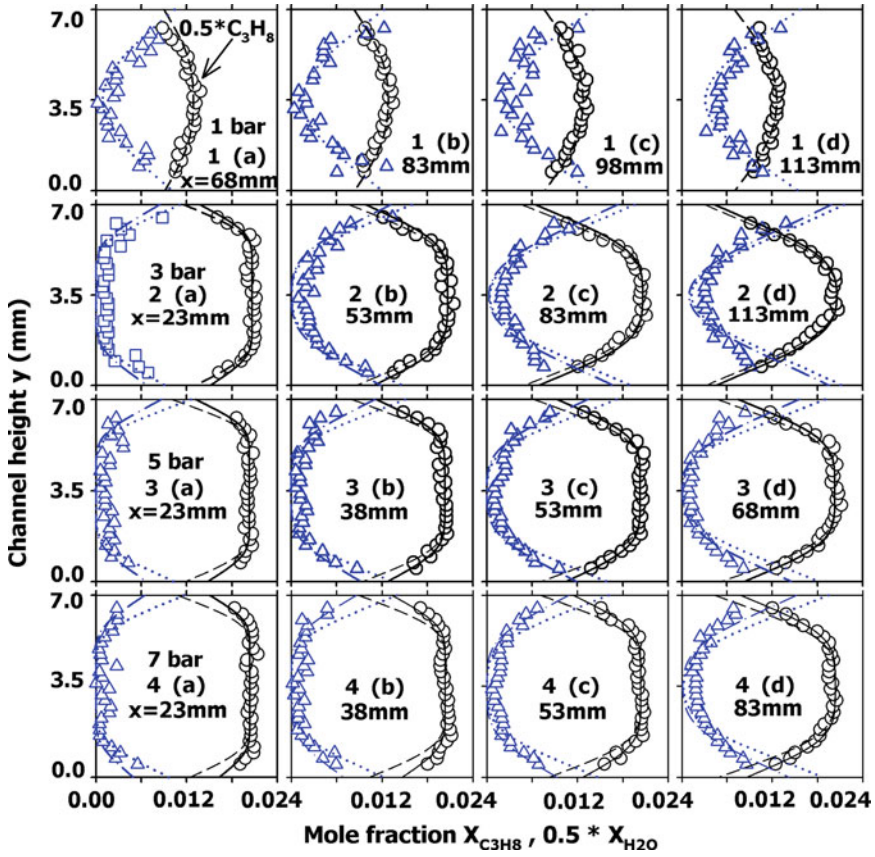 7.0
3.5
0.0
0.5*C3H8
1 bar
1 (a)
x=68mm
1 (b)
83mm
1 (c)
98mm
1 (d)
113mm
7.0
3.5
0.0
3 bar
2 (a)
x=23mm
2 (b)
53mm
2 (c)
83mm
2 (d)
113mm
7.0
3.5
0.0
5 bar
3 (a)
x=23mm
3 (b)
38mm
3 (c)
53mm
3 (d)
68mm
7.0
3.5
0.0
7 bar
4 (a)
x=23mm
4 (b)
38mm
4 (c)
53mm
4 (d)
83mm
Channel height y (mm)
0.00 0.012 0.024 0.012 0.024 0.012 0.024 0.012 0.024
Mole fraction XC3H8 , 0.5 * XH2O